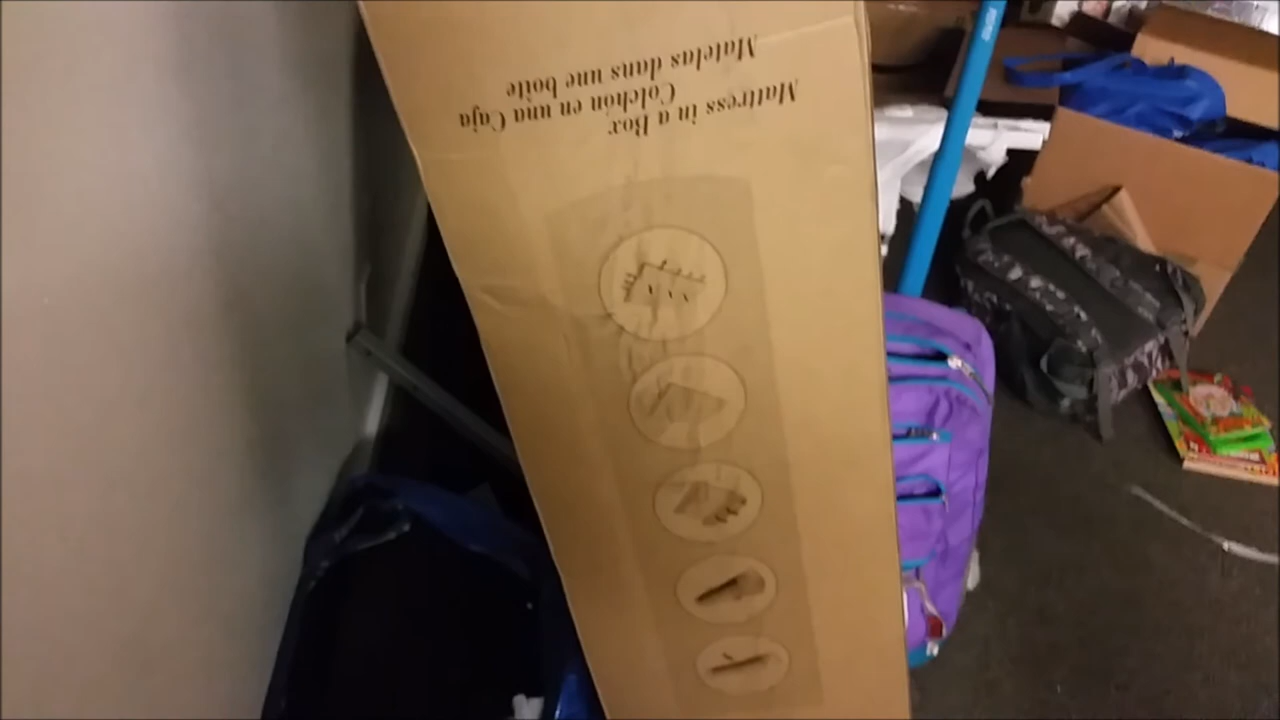 Mattress in a Box
Colchón en una Caja
Matelas dans une boîte